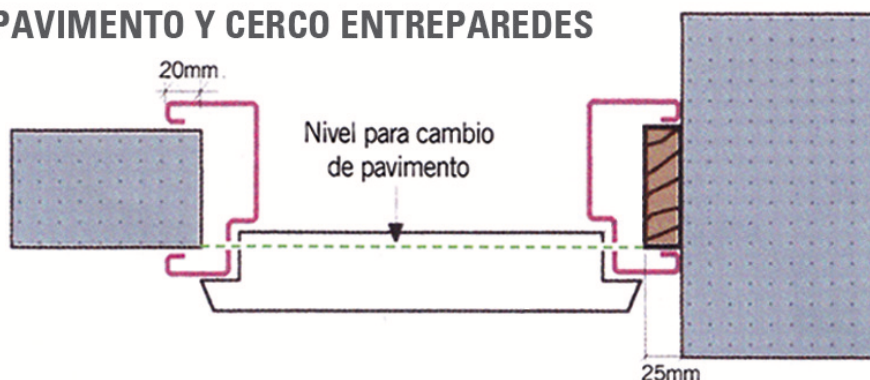 PAVIMENTO Y CERCO ENTREPAREDES
20mm.
Nivel para cambio
de pavimento
25mm